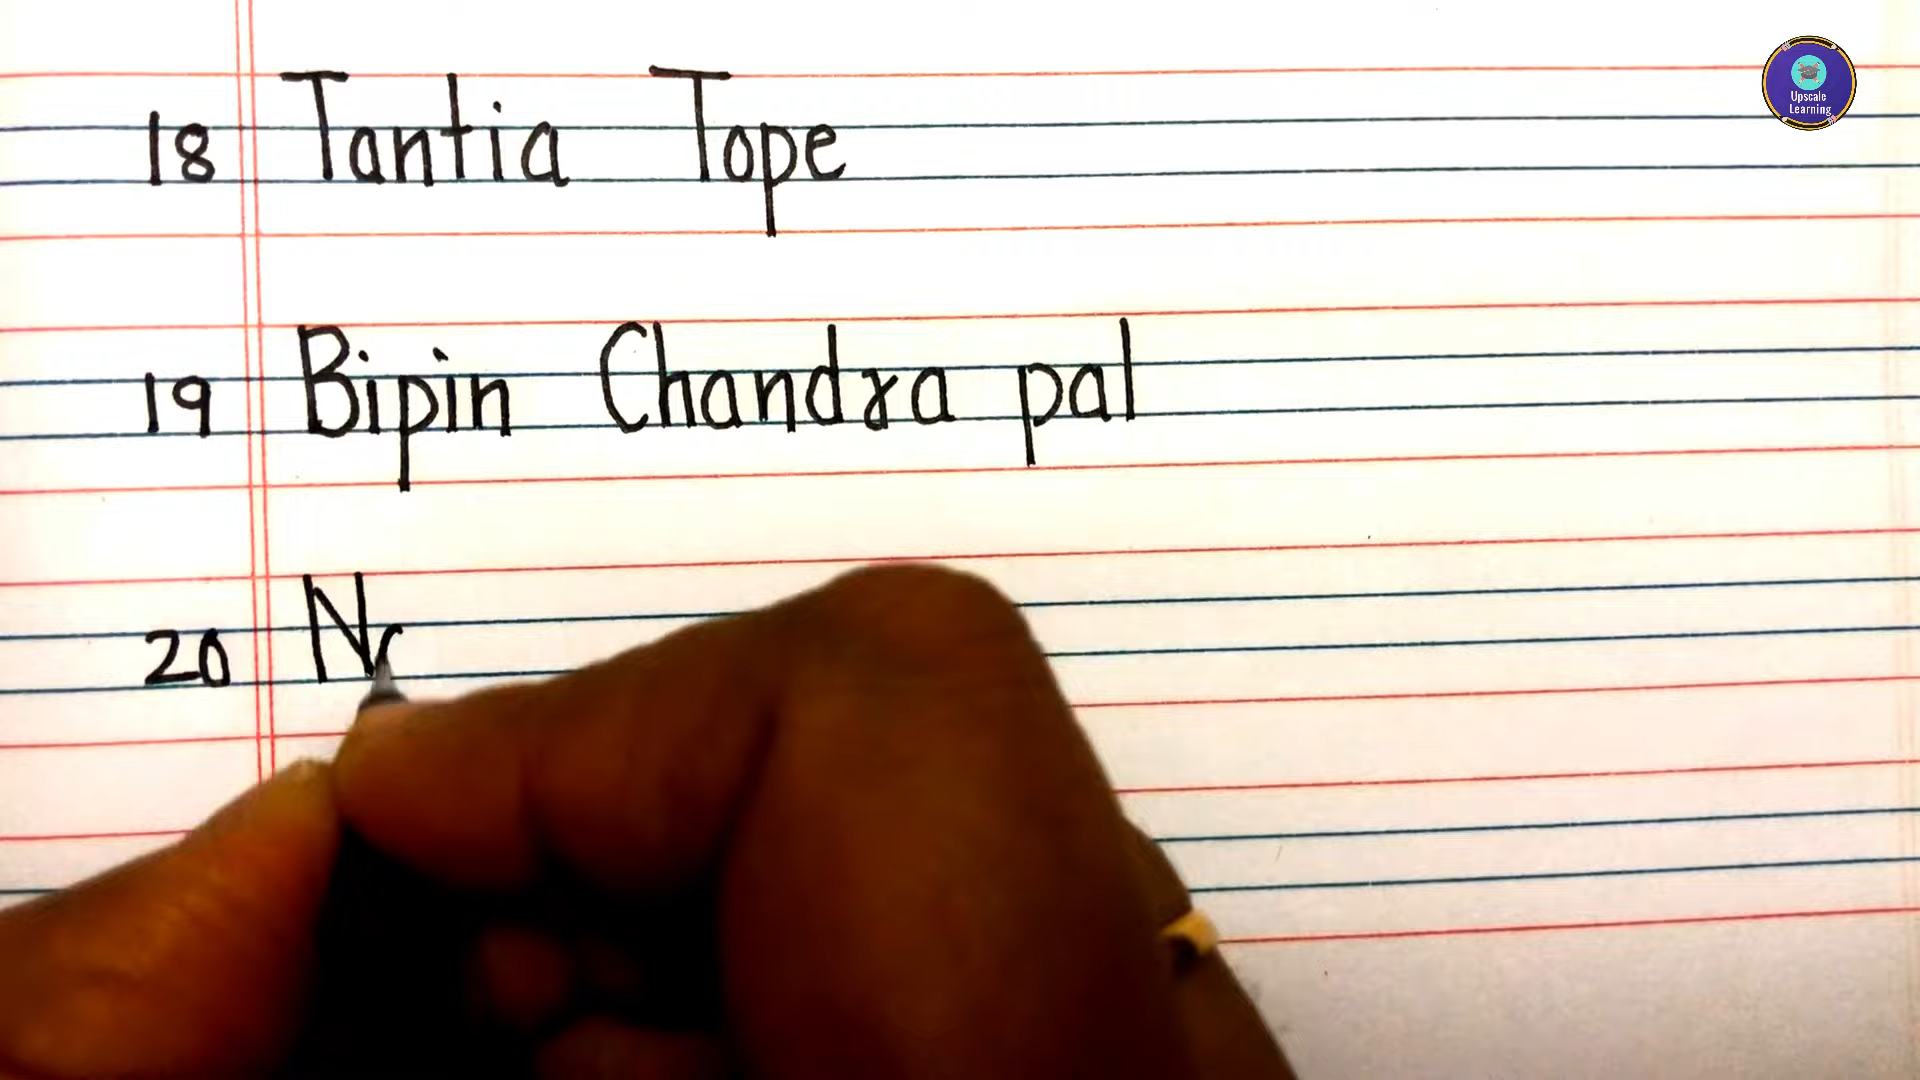 18 Tantia Tope
19 Bipin Chandra pal
20 N
Upscale
Learning